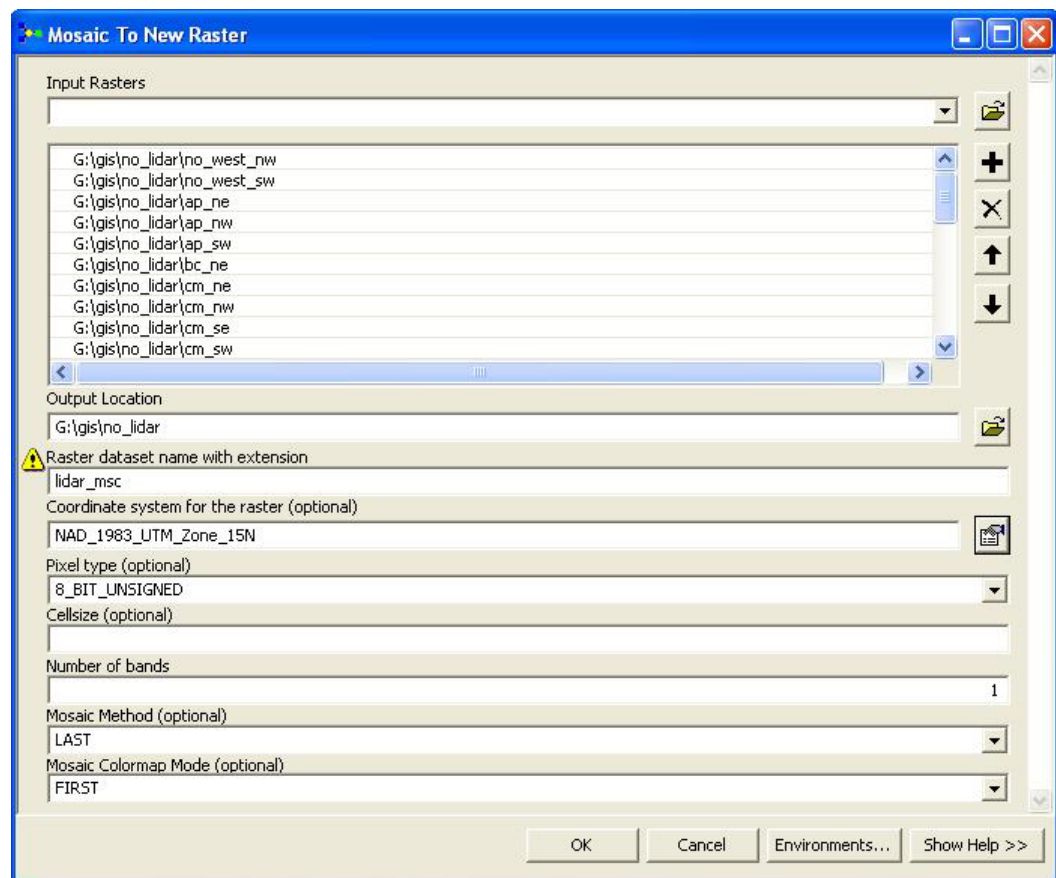 Mosaic To New Raster
Input Rasters
G:\gis\no_lidar\no_west_nw
G:\gis\no_lidar\no_west_sw
G:\gis\no_lidar\ap_ne
G:\gis\no_lidar\ap_nw
G:\gis\no_lidar\ap_sw
G:\gis\no_lidar\bc_ne
G:\gis\no_lidar\cm_ne
G:\gis\no_lidar\cm_nw
G:\gis\no_lidar\cm_se
G:\gis\no_lidar\cm_sw
Output Location
G:\gis\no_lidar
Raster dataset name with extension
lidar_msc
Coordinate system for the raster (optional)
NAD_1983_UTM_Zone_15N
Pixel type (optional)
8_BIT_UNSIGNED
Cellsize (optional)
Number of bands
1
Mosaic Method (optional)
LAST
Mosaic Colormap Mode (optional)
FIRST
OK Cancel Environments... Show Help >>